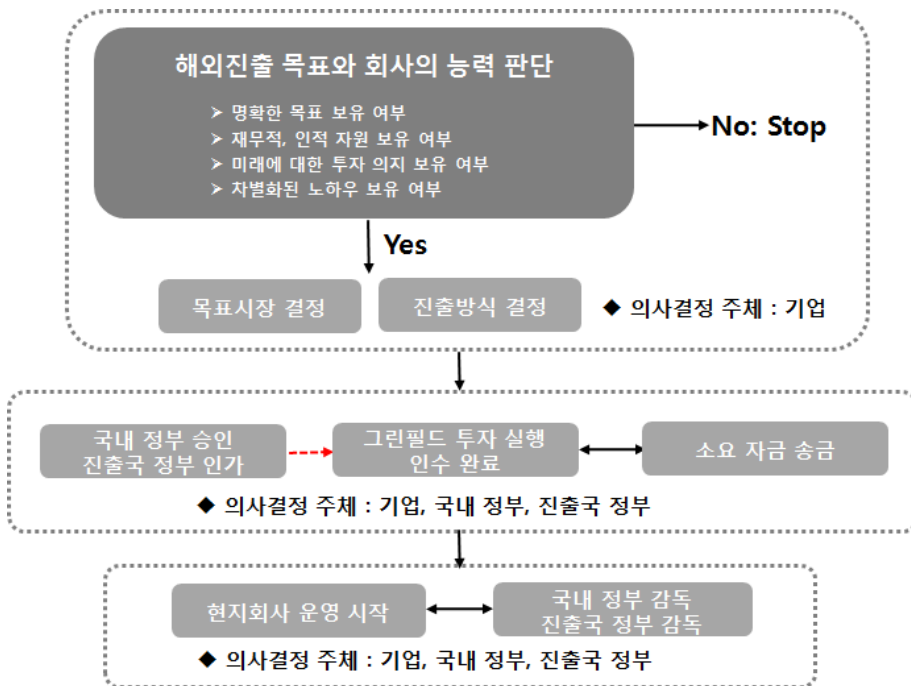 해외진출 목표와 회사의 능력 판단
➢ 명확한 목표 보유 여부
➢ 재무적, 인적 자원 보유 여부
➢ 미래에 대한 투자 의지 보유 여부
➢ 차별화된 노하우 보유 여부
No: Stop
Yes
목표시장 결정
진출방식 결정
◆ 의사결정 주체 : 기업
국내 정부 승인
진출국 정부 인가
그린필드 투자 실행
인수 완료
소요 자금 송금
◆ 의사결정 주체 : 기업, 국내 정부, 진출국 정부
현지회사 운영 시작
국내 정부 감독
진출국 정부 감독
◆ 의사결정 주체 : 기업, 국내 정부, 진출국 정부